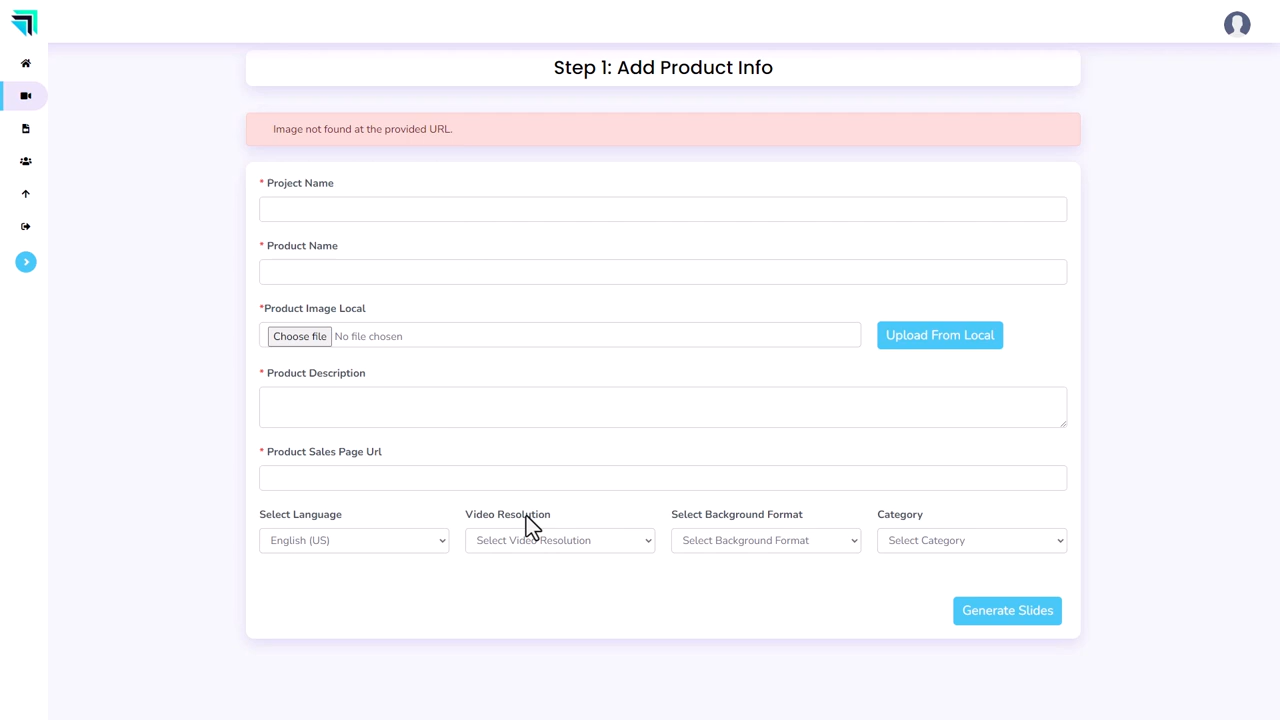 Step 1: Add Product Info
Image not found at the provided URL.
* Project Name
* Product Name
*Product Image Local
Choose file No file chosen
Upload From Local
* Product Description
* Product Sales Page Url
Select Language Video Resolution Select Background Format Category
English (US) Select Video Resolution Select Background Format Select Category
Generate Slides